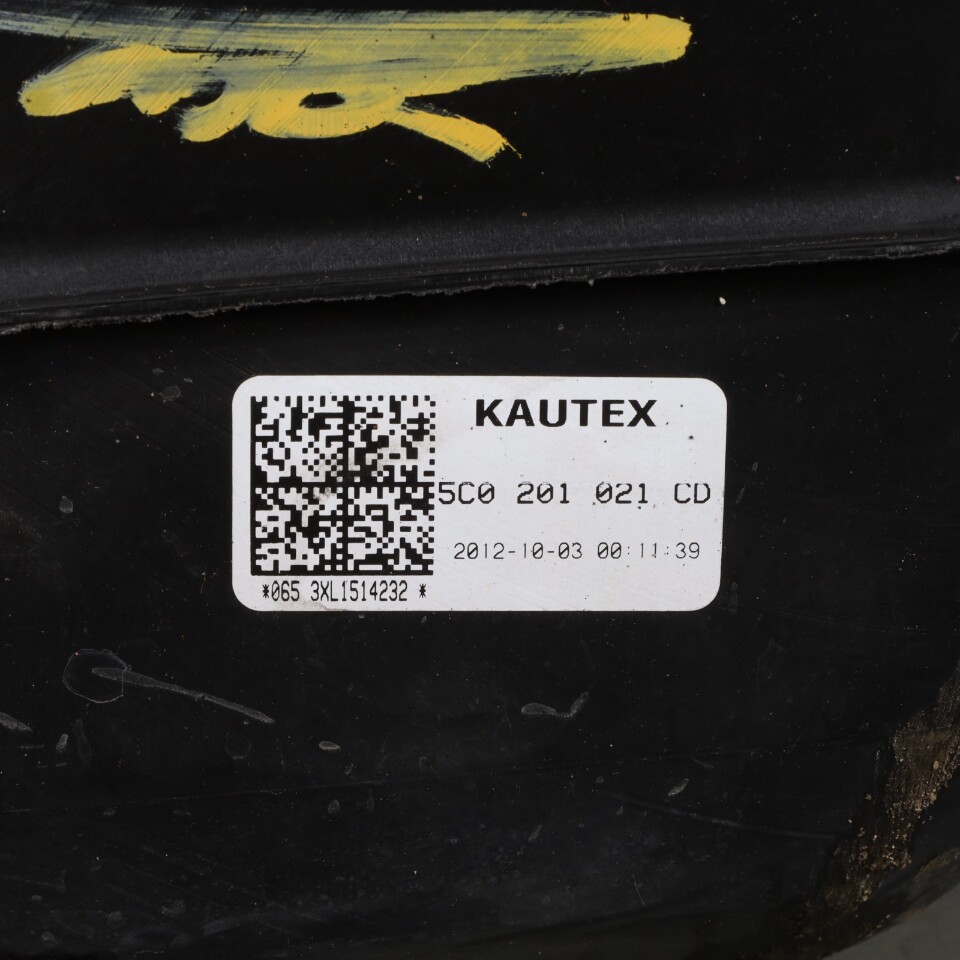 KAUTEX
5C0 201 021 CD
2012-10-03 00:11:39
*065 3XL1514232 *